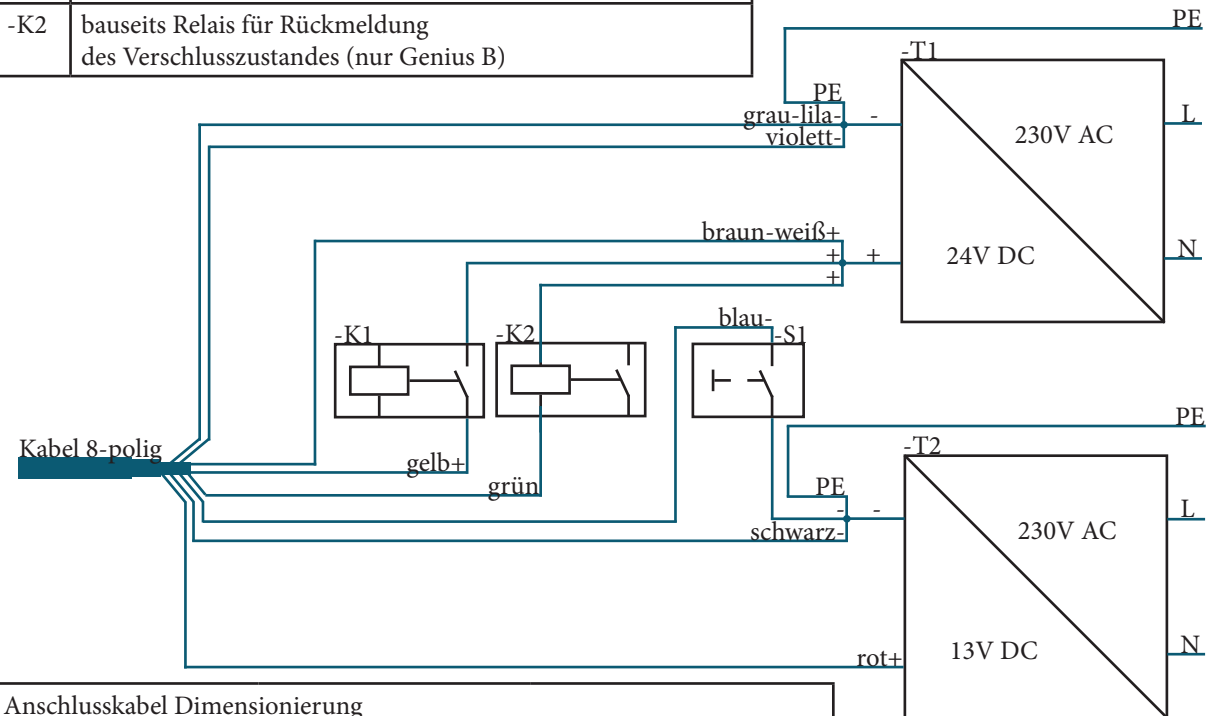 -K2 bauseits Relais für Rückmeldung
des Verschlusszustandes (nur Genius B)
PE
-T1
PE
grau-lila-
-
L
violett-
230V AC
braun-weiß+
+
+
+
24V DC
N
blau-
-K1
-K2
-S1
PE
Kabel 8-polig
gelb+
-T2
grün
PE
-
-
L
schwarz-
230V AC
rot+
13V DC
N
Anschlusskabel Dimensionierung